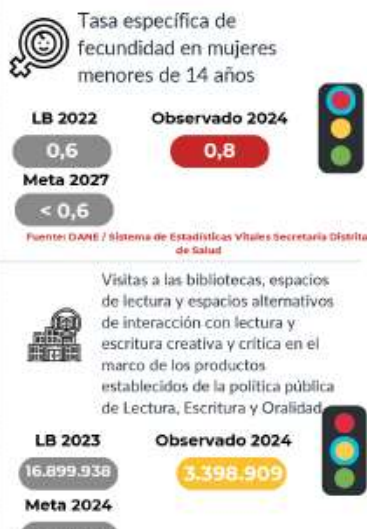 Tasa específica de
fecundidad en mujeres
menores de 14 años
LB 2022
Observado 2024
0,6
0,8
Meta 2027
< 0,6
Fuente: DANE / Sistema de Estadísticas Vitales Secretaría Distrita
de Salud
Visitas a las bibliotecas, espacios
de lectura y espacios alternativos
de interacción con lectura y
escritura creativa y crítica en el
marco de los productos
establecidos de la política pública
de Lectura, Escritura y Oralidad
LB 2023
Observado 2024
16.899.938
3.398.909
Meta 2024